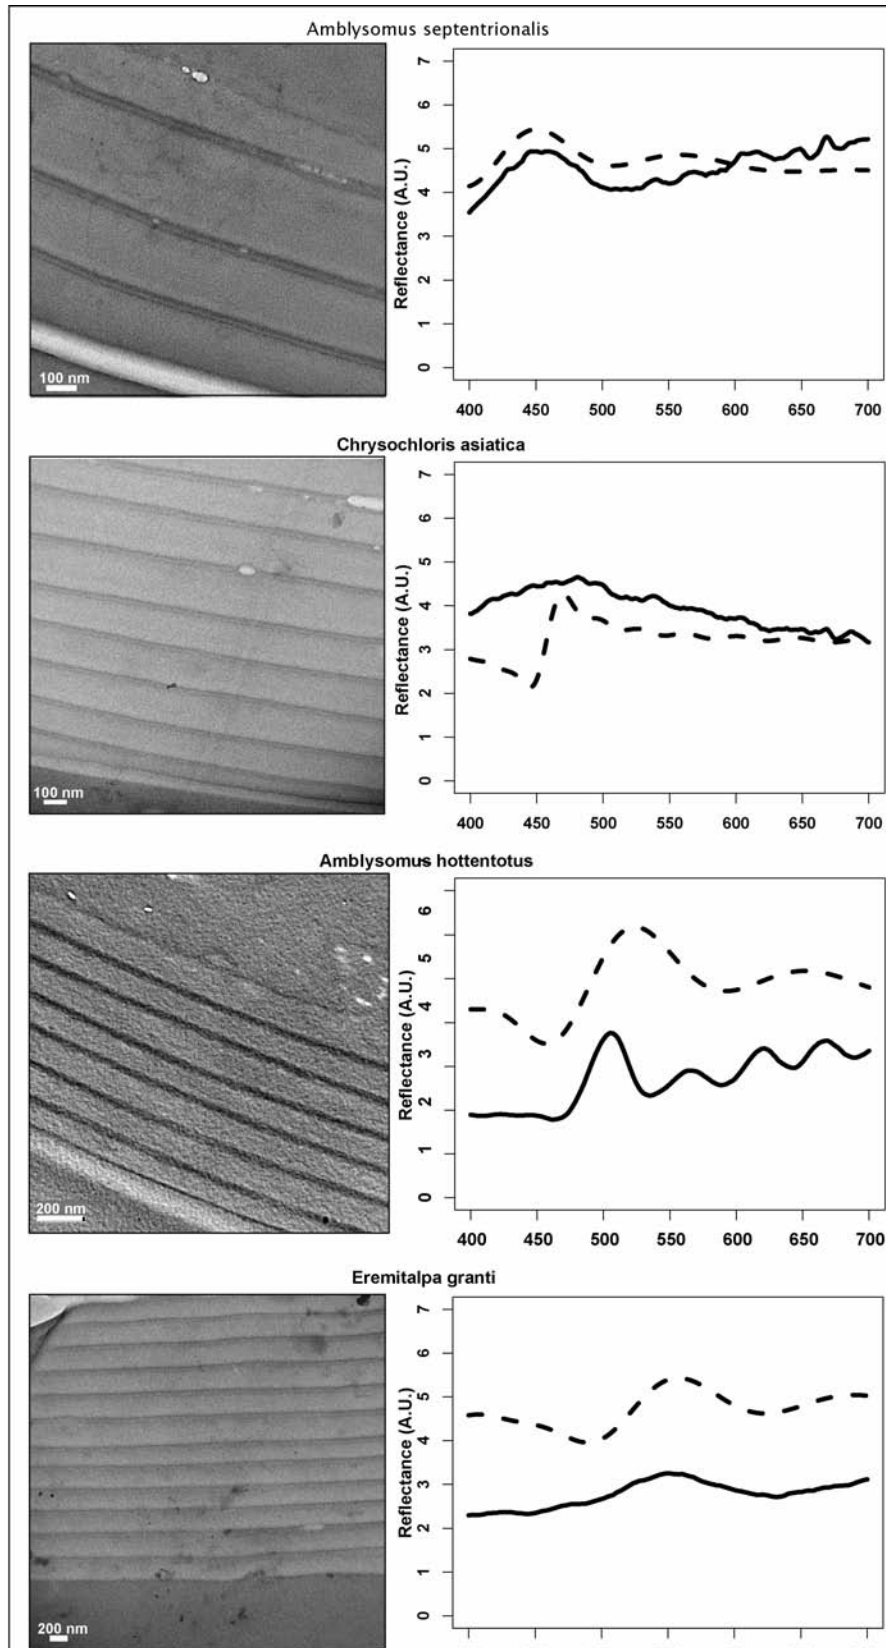 Amblysomus septentrionalis
100 nm
Reflectance (A.U.)
7
6
5
4
3
2
1
0
400 450 500 550 600 650 700
Chrysochloris asiatica
100 nm
Reflectance (A.U.)
7
6
5
4
3
2
1
0
400 450 500 550 600 650 700
Amblysomus hottentotus
200 nm
Reflectance (A.U.)
6
5
4
3
2
1
0
400 450 500 550 600 650 700
Eremitalpa granti
200 nm
Reflectance (A.U.)
7
6
5
4
3
2
1
0